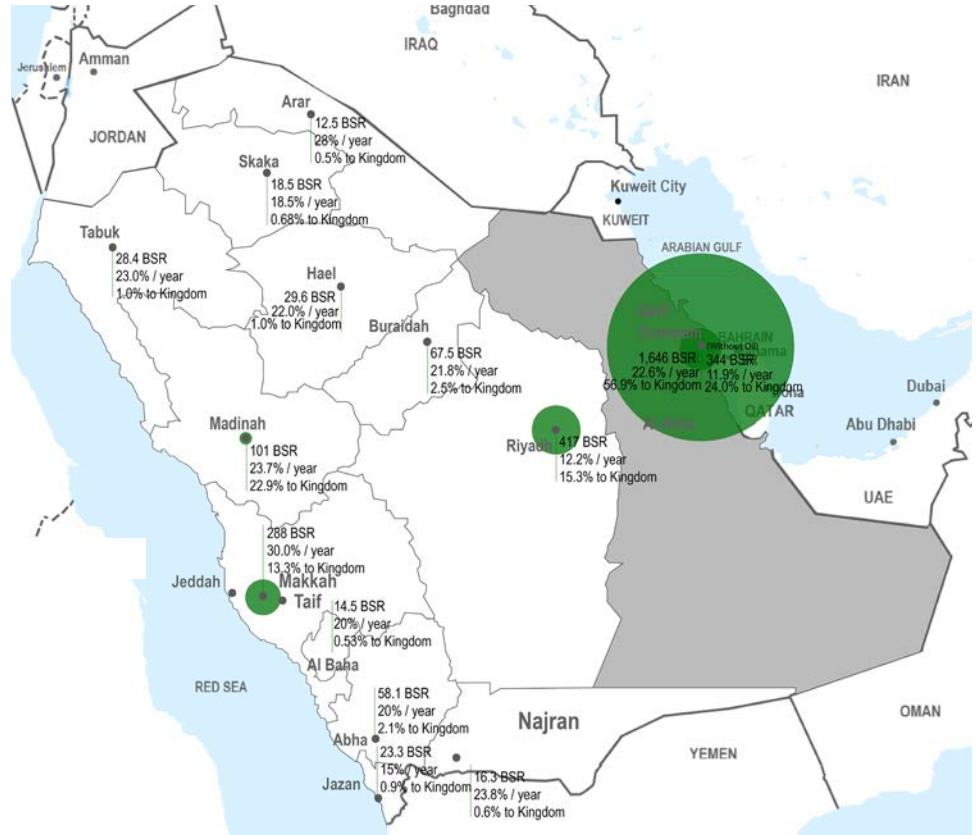 Baghdad
IRAQ
IRAN
Jerusalem
Amman
JORDAN
Arar
12.5 BSR
28% / year
0.5% to Kingdom
Skaka
18.5 BSR
18.5% / year
0.68% to Kingdom
Kuweit City
KUWEIT
Tabuk
28.4 BSR
23.0% / year
1.0% to Kingdom
ARABIAN GULF
Hael
29.6 BSR
22.0% / year
1.0% to Kingdom
Buraidah
67.5 BSR
21.8% / year
2.5% to Kingdom
BAHRAIN
(Without Oil)
1,646 BSR
22.6% / year
56.9% to Kingdom
344 BSR
11.9% / year
24.0% to Kingdom
QATAR
Dubai
Abu Dhabi
UAE
Madinah
101 BSR
23.7% / year
22.9% to Kingdom
Riyadh
417 BSR
12.2% / year
15.3% to Kingdom
288 BSR
30.0% / year
13.3% to Kingdom
Jeddah
Makkah
Taif
14.5 BSR
20% / year
0.53% to Kingdom
Al Baha
RED SEA
58.1 BSR
20% / year
2.1% to Kingdom
Abha
23.3 BSR
15% / year
0.9% to Kingdom
Jazan
Najran
16.3 BSR
23.8% / year
0.6% to Kingdom
YEMEN
OMAN